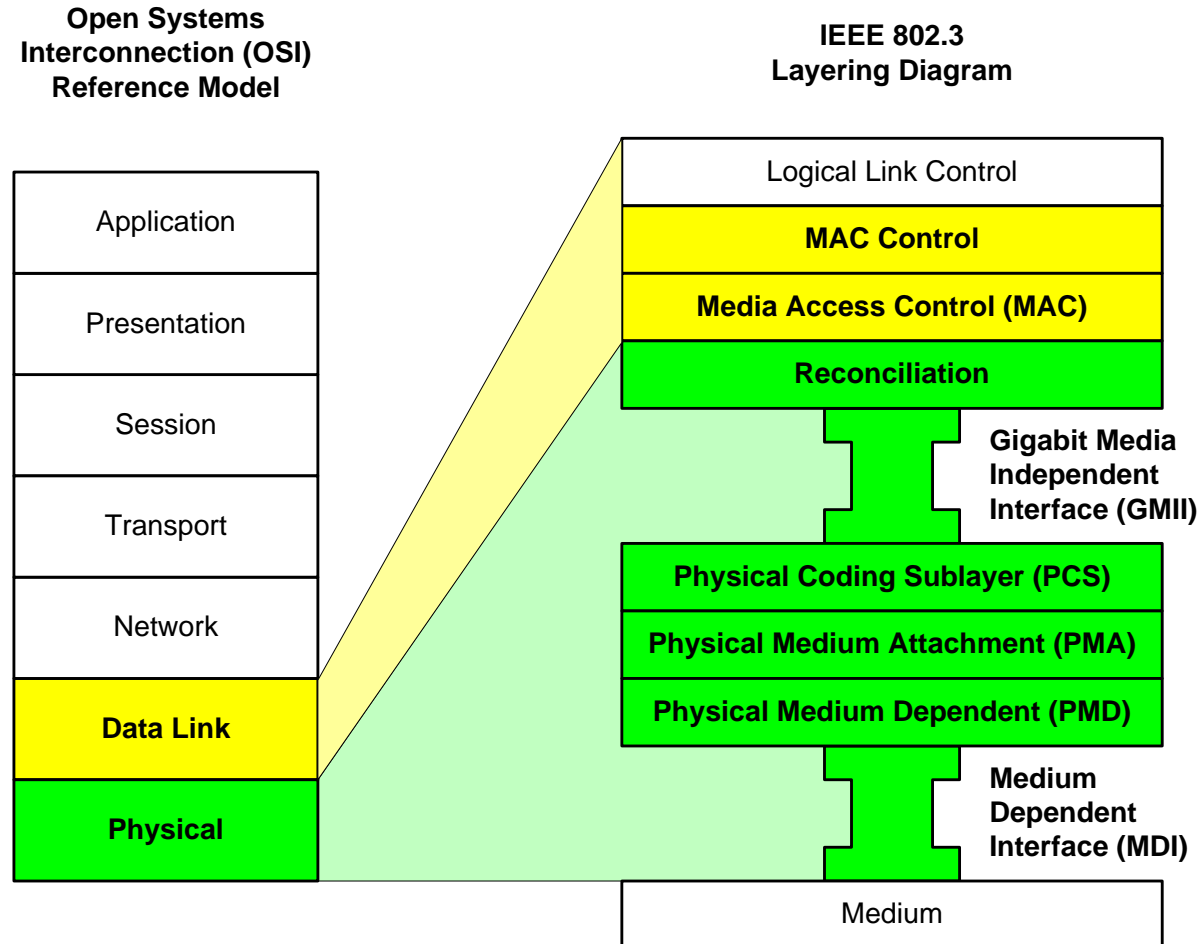 Open Systems
Interconnection (OSI)
Reference Model
Application
Presentation
Session
Transport
Network
Data Link
Physical
IEEE 802.3
Layering Diagram
Logical Link Control
MAC Control
Media Access Control (MAC)
Reconciliation
Gigabit Media
Independent
Interface (GMII)
Physical Coding Sublayer (PCS)
Physical Medium Attachment (PMA)
Physical Medium Dependent (PMD)
Medium
Dependent
Interface (MDI)
Medium